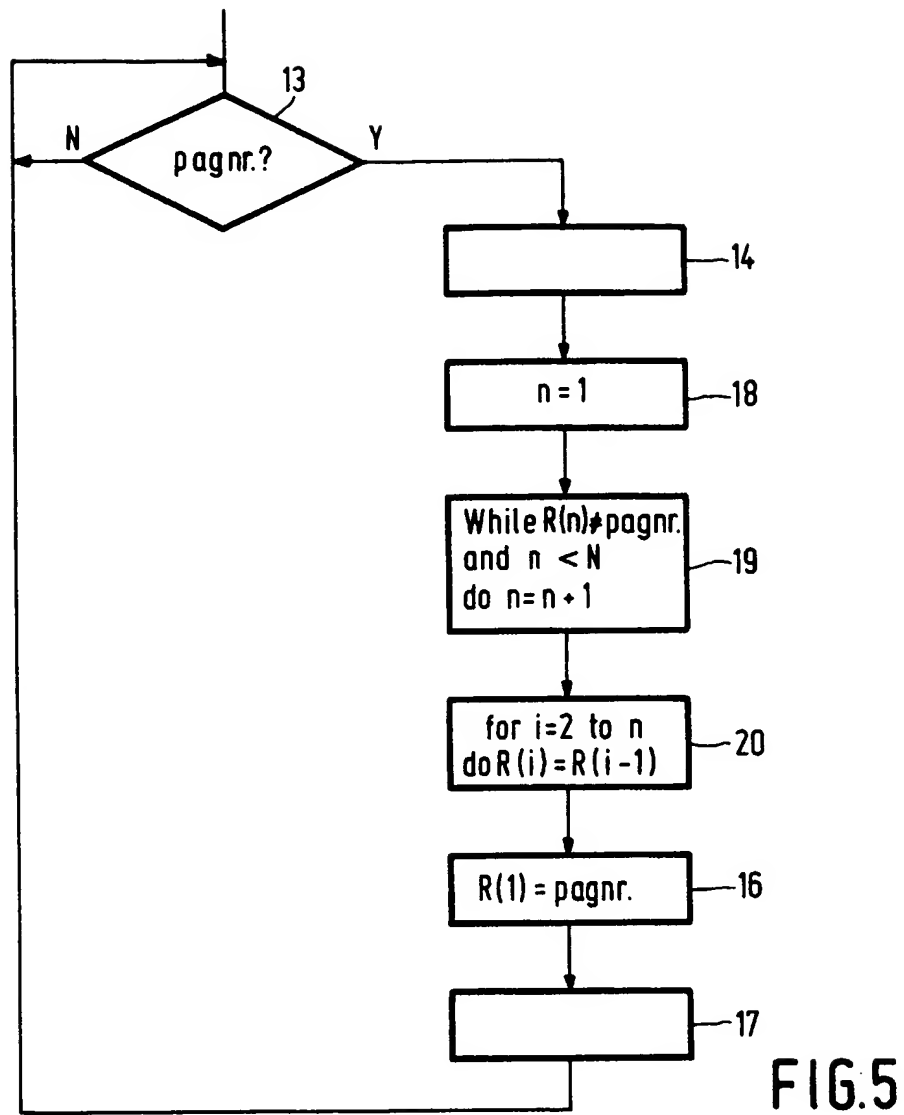 13
N
Y
pagnr.?
14
n = 1
18
While R(n)≠pagnr.
and n < N
do n = n + 1
19
for i=2 to n
do R(i) = R(i-1)
20
R(1) = pagnr.
16
17
FIG.5